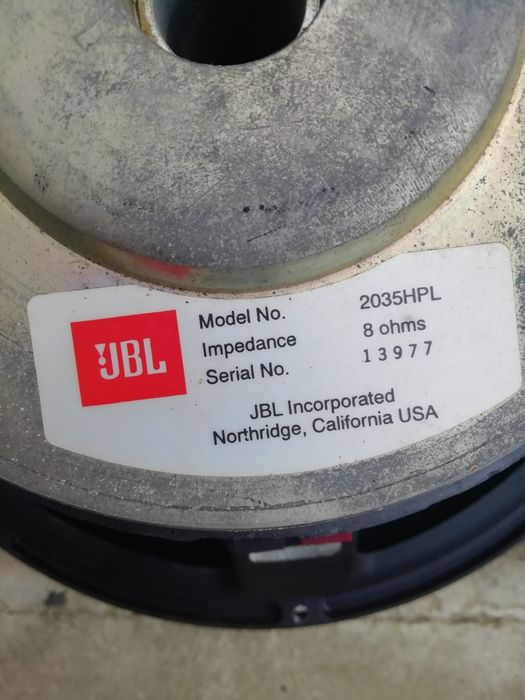 JBL
Model No. 2035HPL
Impedance 8 ohms
Serial No. 13977
JBL Incorporated
Northridge, California USA